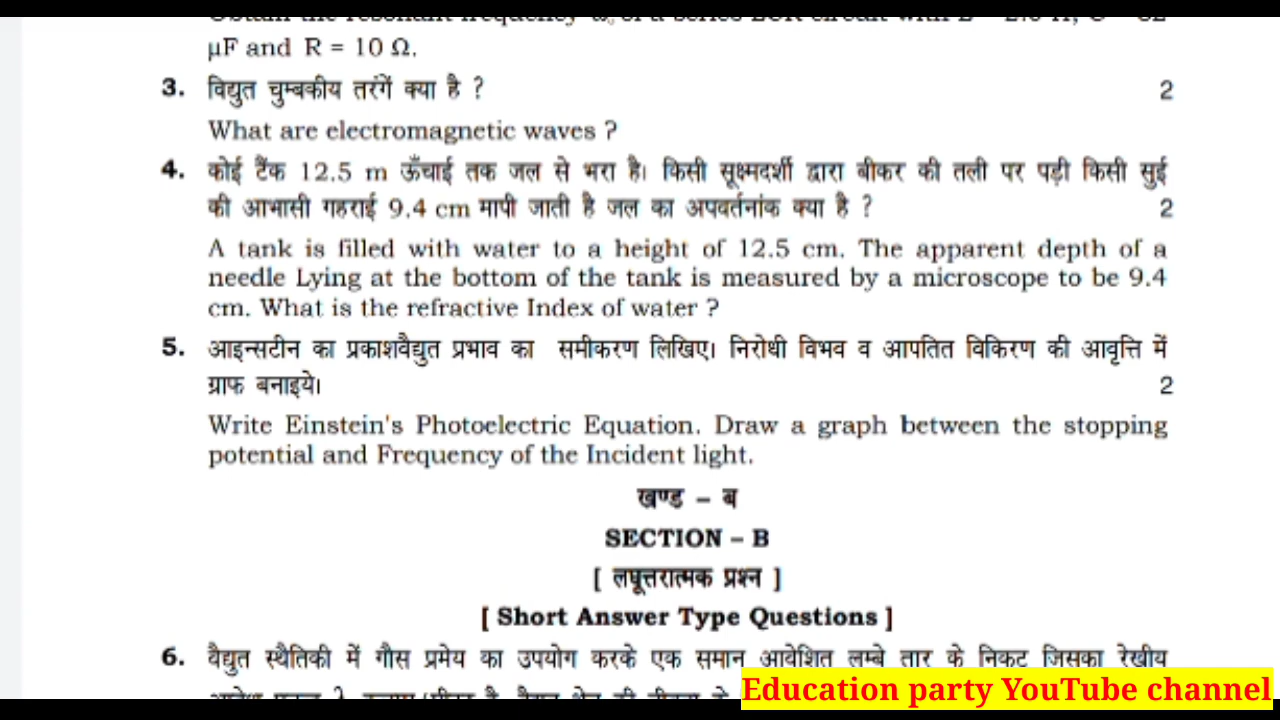 μF and R = 10 Ω.
3. विद्युत चुम्बकीय तरंगें क्या है ? 2
What are electromagnetic waves ?
4. कोई टैंक 12.5 m ऊँचाई तक जल से भरा है। किसी सूक्ष्मदर्शी द्वारा बीकर की तली पर पड़ी किसी सुई
की आभासी गहराई 9.4 cm मापी जाती है जल का अपवर्तनांक क्या है ? 2
A tank is filled with water to a height of 12.5 cm. The apparent depth of a
needle Lying at the bottom of the tank is measured by a microscope to be 9.4
cm. What is the refractive Index of water ?
5. आइन्सटीन का प्रकाशवैद्युत प्रभाव का समीकरण लिखिए। निरोधी विभव व आपतित विकिरण की आवृत्ति में
ग्राफ बनाइये। 2
Write Einstein's Photoelectric Equation. Draw a graph between the stopping
potential and Frequency of the Incident light.
खण्ड – ब
SECTION – B
[ लघूत्तरात्मक प्रश्न ]
[ Short Answer Type Questions ]
6. वैद्युत स्थैतिकी में गौस प्रमेय का उपयोग करके एक समान आवेशित लम्बे तार के निकट जिसका रेखीय
Education party YouTube channel